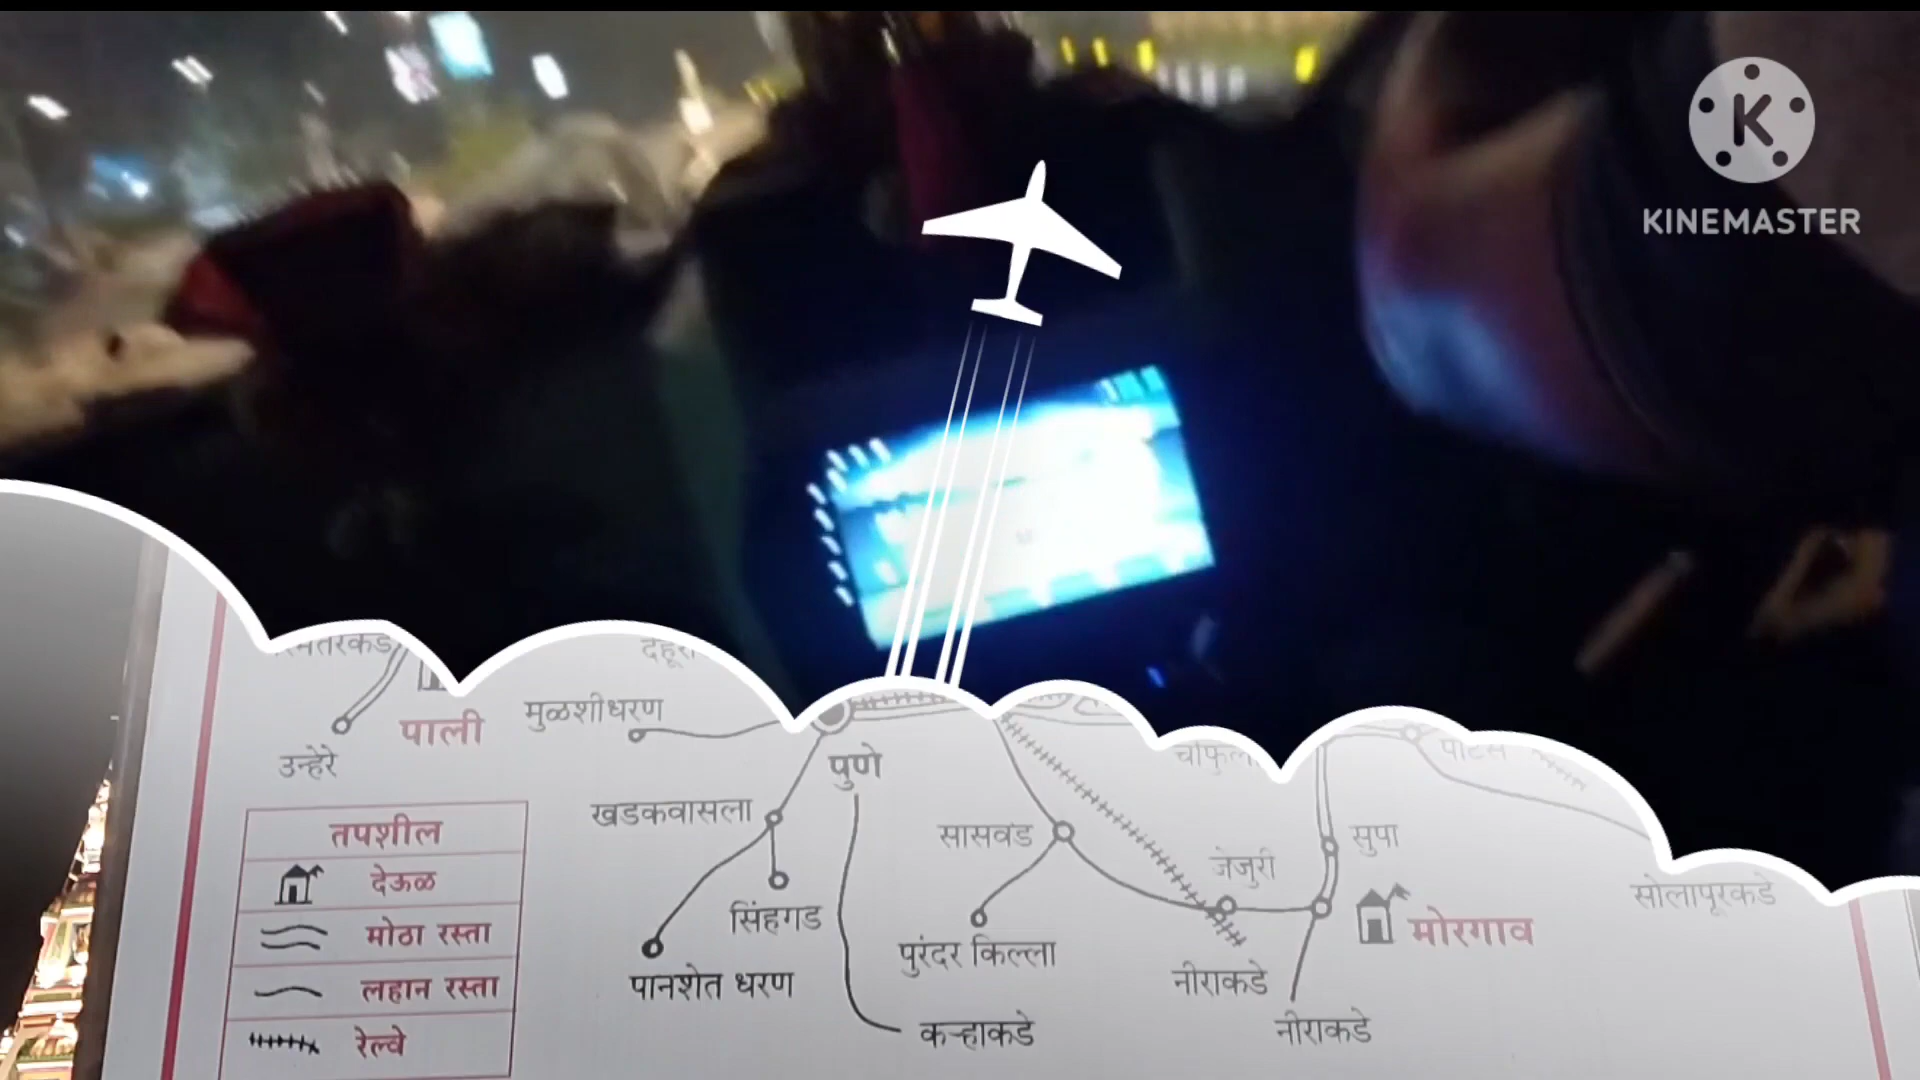 K
KINEMASTER
मुळशीधरण
पाली
उन्हेरे
पुणे
खडकवासला
तपशील
सासवड
सुपा
जेजुरी
देऊळ
सोलापूरकडे
सिंहगड
मोरगाव
मोठा रस्ता
पुरंदर किल्ला
पानशेत धरण
नीराकडे
लहान रस्ता
कऱ्हाकडे
नीराकडे
रेल्वे